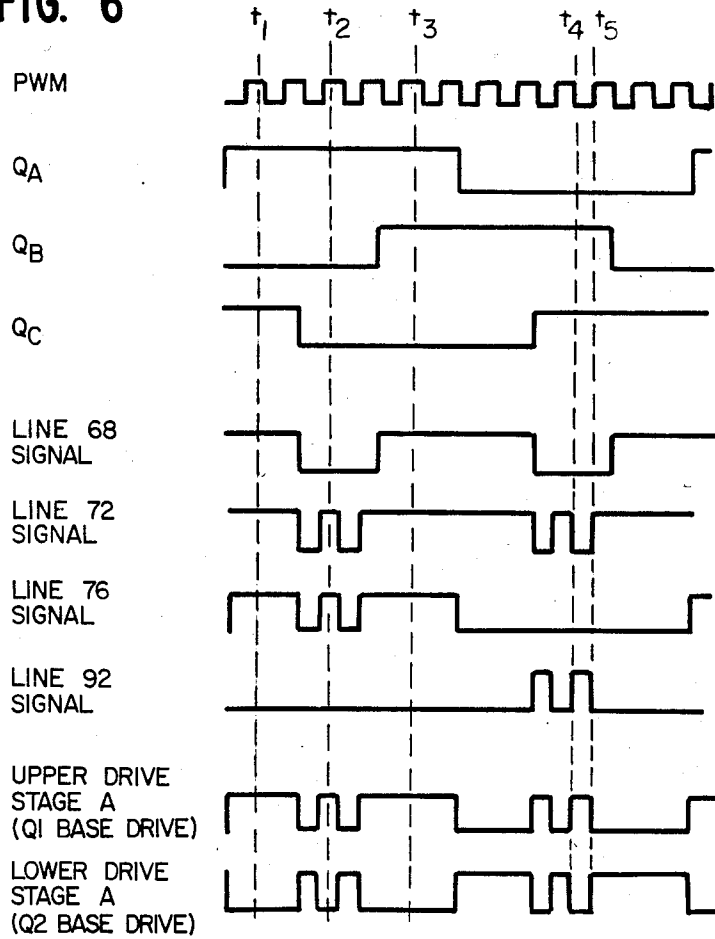 FIG. 6
t1 t2 t3 t4 t5
PWM
QA
QB
QC
LINE 68
SIGNAL
LINE 72
SIGNAL
LINE 76
SIGNAL
LINE 92
SIGNAL
UPPER DRIVE
STAGE A
(Q1 BASE DRIVE)
LOWER DRIVE
STAGE A
(Q2 BASE DRIVE)